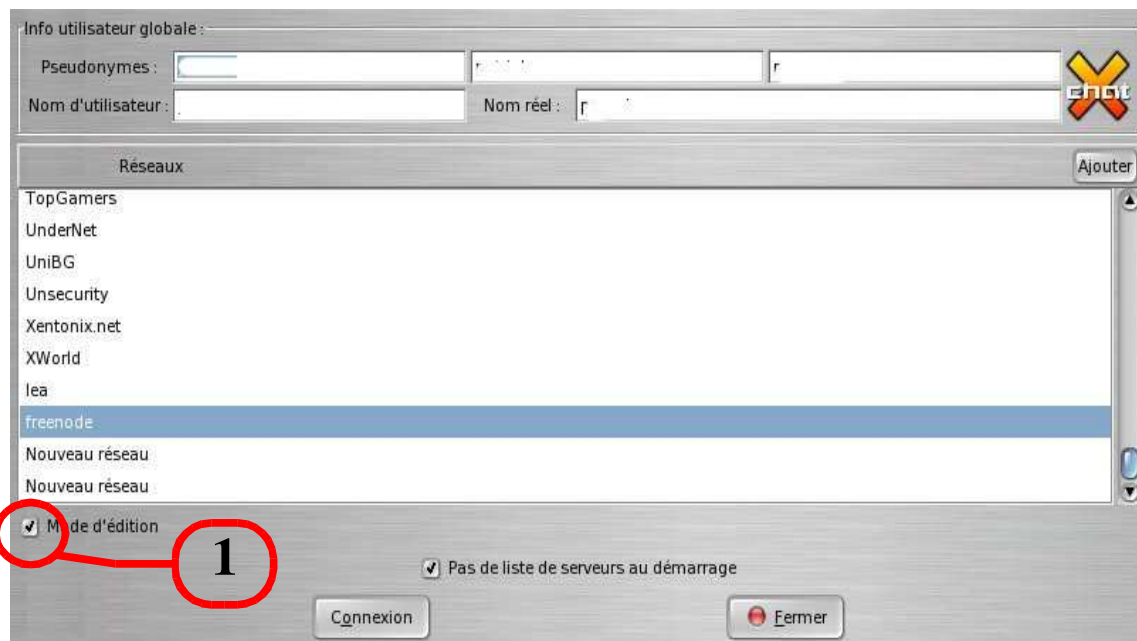 Info utilisateur globale :
Pseudonymes :
Nom d'utilisateur : Nom réel :
chat
Réseaux Ajouter
TopGamers
UnderNet
UniBG
Unsecurity
Xentonix.net
XWorld
lea
freenode
Nouveau réseau
Nouveau réseau
Mode d'édition
1
Pas de liste de serveurs au démarrage
Connexion Fermer